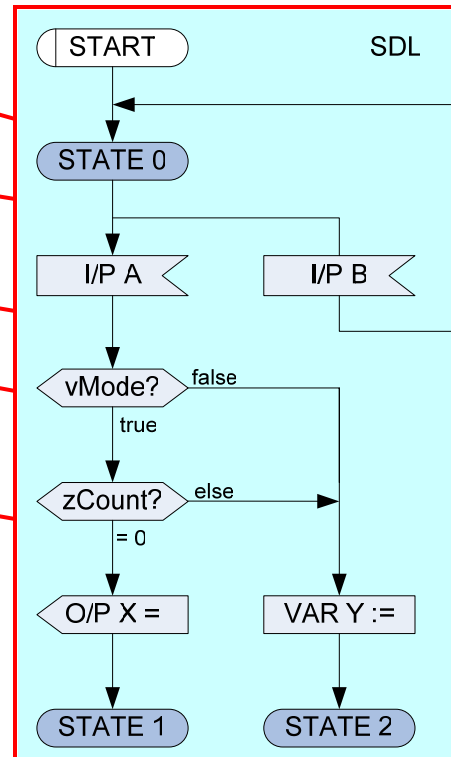 START
SDL
STATE 0
I/P A
I/P B
vMode?
false
true
zCount?
else
= 0
O/P X =
VAR Y :=
STATE 1
STATE 2